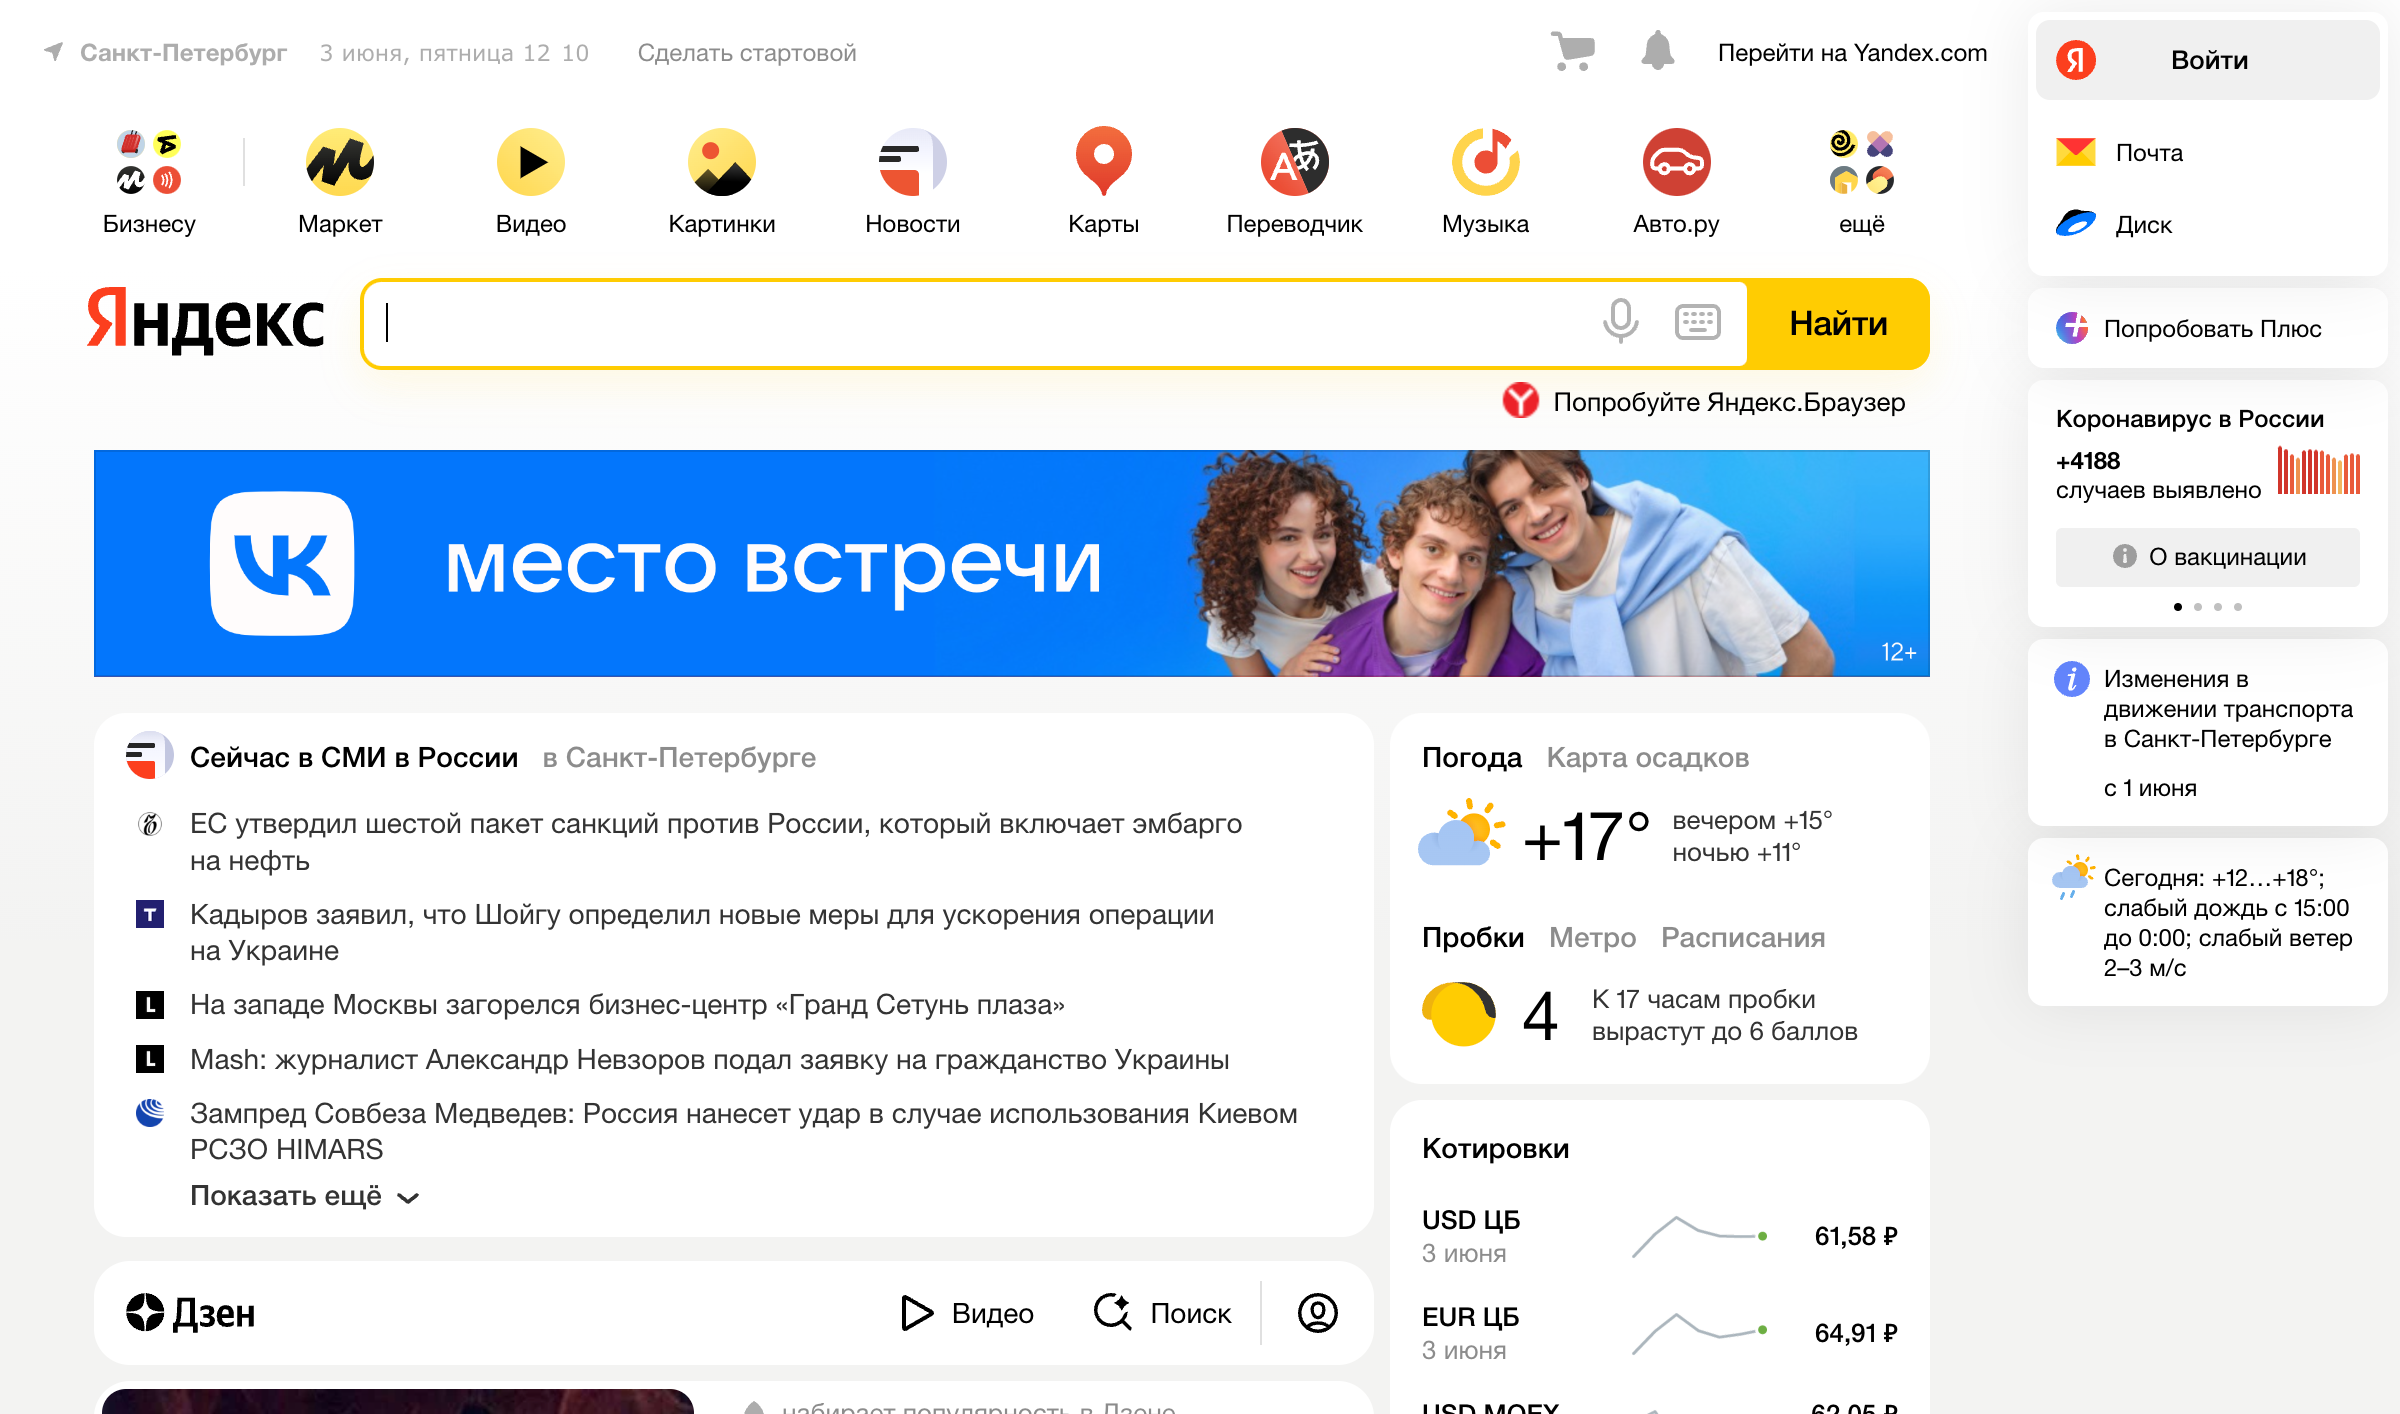 Санкт-Петербург 3 июня, пятница 12 10 Сделать стартовой Перейти на Yandex.com
Бизнесу Маркет Видео Картинки Новости Карты Переводчик Музыка Авто.ру ещё
Яндекс Найти
Попробуйте Яндекс.Браузер
VK место встречи
12+
Сейчас в СМИ в России в Санкт-Петербурге
ЕС утвердил шестой пакет санкций против России, который включает эмбарго
на нефть
Кадыров заявил, что Шойгу определил новые меры для ускорения операции
на Украине
На западе Москвы загорелся бизнес-центр «Гранд Сетунь плаза»
Mash: журналист Александр Невзоров подал заявку на гражданство Украины
Зампред Совбеза Медведев: Россия нанесет удар в случае использования Киевом
РСЗО HIMARS
Показать ещё
Дзен Видео Поиск
набирает популярность в Дзене
Погода Карта осадков
+17°
вечером +15°
ночью +11°
Пробки Метро Расписания
4
К 17 часам пробки
вырастут до 6 баллов
Котировки
USD ЦБ
3 июня
61,58 ₽
EUR ЦБ
3 июня
64,91 ₽
USD MOEX 62,05 ₽
Войти
Почта
Диск
Попробовать Плюс
Коронавирус в России
+4188
случаев выявлено
О вакцинации
Изменения в
движении транспорта
в Санкт-Петербурге
с 1 июня
Сегодня: +12…+18°;
слабый дождь с 15:00
до 0:00; слабый ветер
2–3 м/с